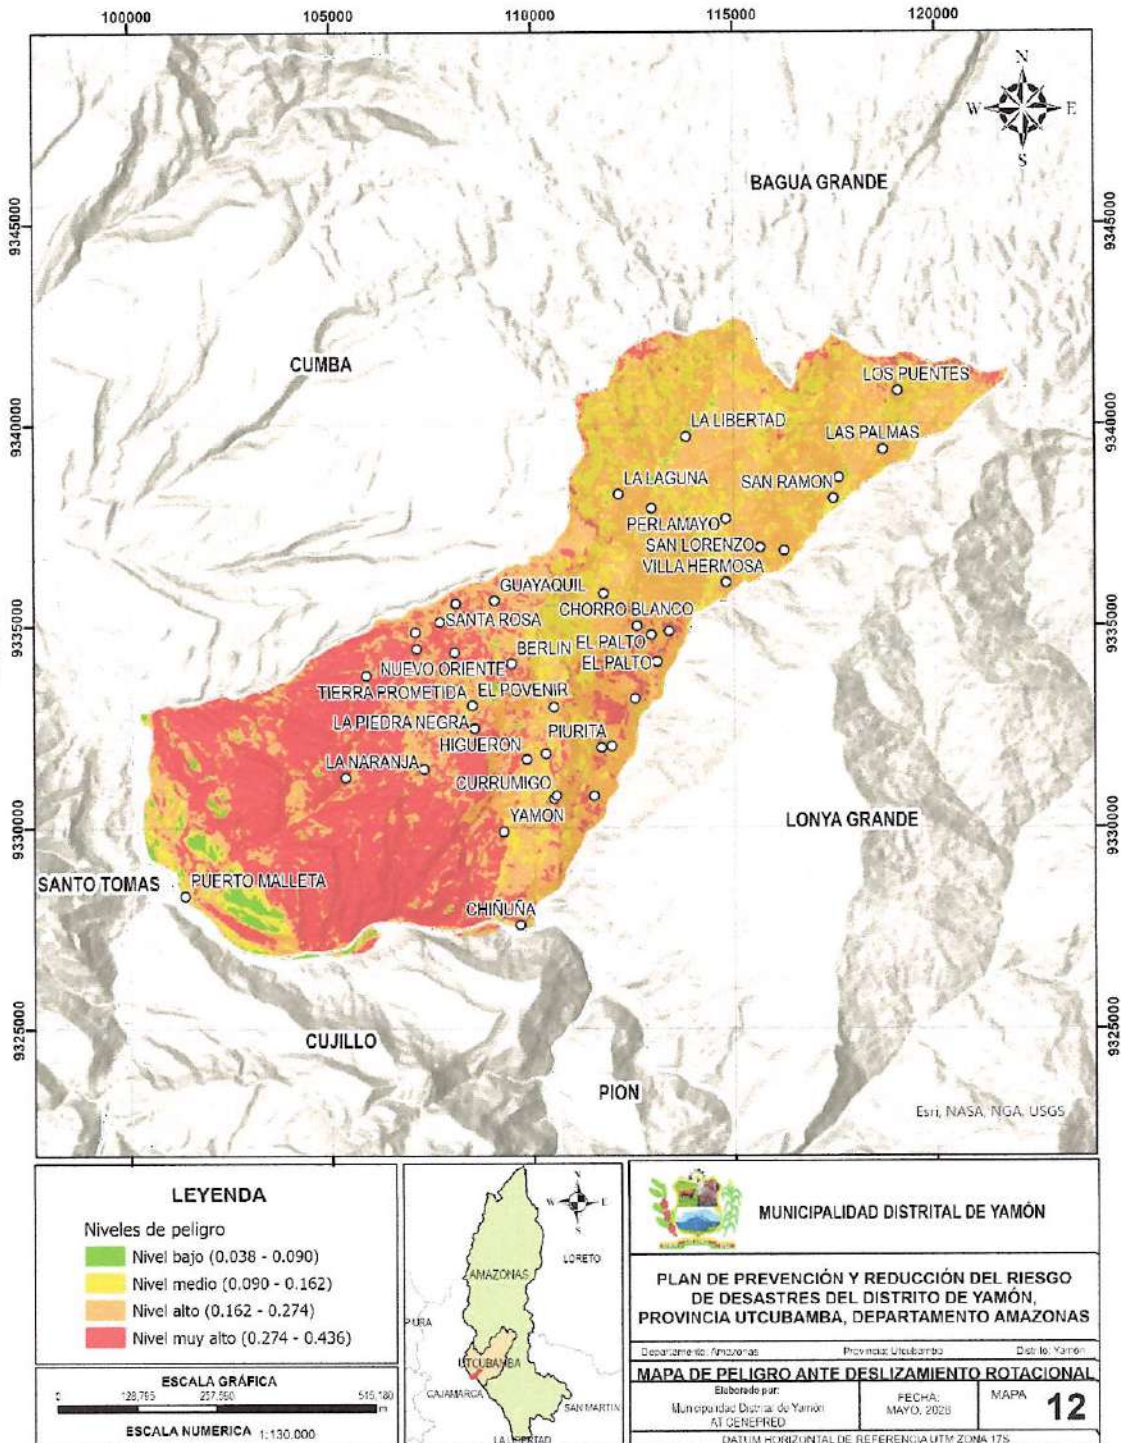 100000 105000 110000 115000 120000
N
W E
S
BAGUA GRANDE
9345000 9345000
CUMBA
LOS PUENTES
9340000 9340000
LA LIBERTAD
LAS PALMAS
LA LAGUNA
SAN RAMON
PERLAMAYO
SAN LORENZO
VILLA HERMOSA
GUAYAQUIL
CHORRO BLANCO
9335000 9335000
SANTA ROSA
BERLIN
EL PALTO
NUEVO ORIENTE
EL PALTO
TIERRA PROMETIDA
EL POVENIR
LA PIEDRA NEGRA
PIURITA
HIGUERON
LA NARANJA
CURRUMIGO
YAMON
LONYA GRANDE
9330000 9330000
SANTO TOMAS
PUERTO MALLETA
CHIÑUÑA
9325000 9325000
CUJILLO
PION
Esri, NASA, NGA, USGS
LEYENDA
Niveles de peligro
Nivel bajo (0.038 - 0.090)
Nivel medio (0.090 - 0.162)
Nivel alto (0.162 - 0.274)
Nivel muy alto (0.274 - 0.436)
ESCALA GRÁFICA
515,180
m
ESCALA NUMERICA 1:130.000
N
W E
S
LORETO
AMAZONAS
UTCUBAMBA
CAJAMARCA
SAN MARTIN
LA LIBERTAD
MUNICIPALIDAD DISTRITAL DE YAMÓN
PLAN DE PREVENCIÓN Y REDUCCIÓN DEL RIESGO
DE DESASTRES DEL DISTRITO DE YAMÓN,
PROVINCIA UTCUBAMBA, DEPARTAMENTO AMAZONAS
Departamento: Amazonas Provincia: Utcubamba Distrito: Yamón
MAPA DE PELIGRO ANTE DESLIZAMIENTO ROTACIONAL
Elaborado por:
Municipalidad Distrital de Yamón
AT CENEPRED
FECHA:
MAYO,
MAPA
12
DATUM HORIZONTAL DE REFERENCIA UTM ZONA 17S